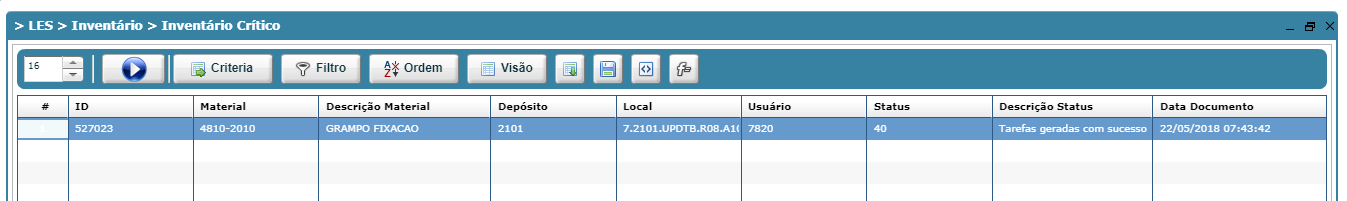 > LES > Inventário > Inventário Crítico
16 Criteria Filtro Ordem Visão
# ID Material Descrição Material Depósito Local Usuário Status Descrição Status Data Documento
527023 4810-2010 GRAMPO FIXACAO 2101 7.2101.UPDTB.R08.A10 7820 40 Tarefas geradas com sucesso 22/05/2018 07:43:42